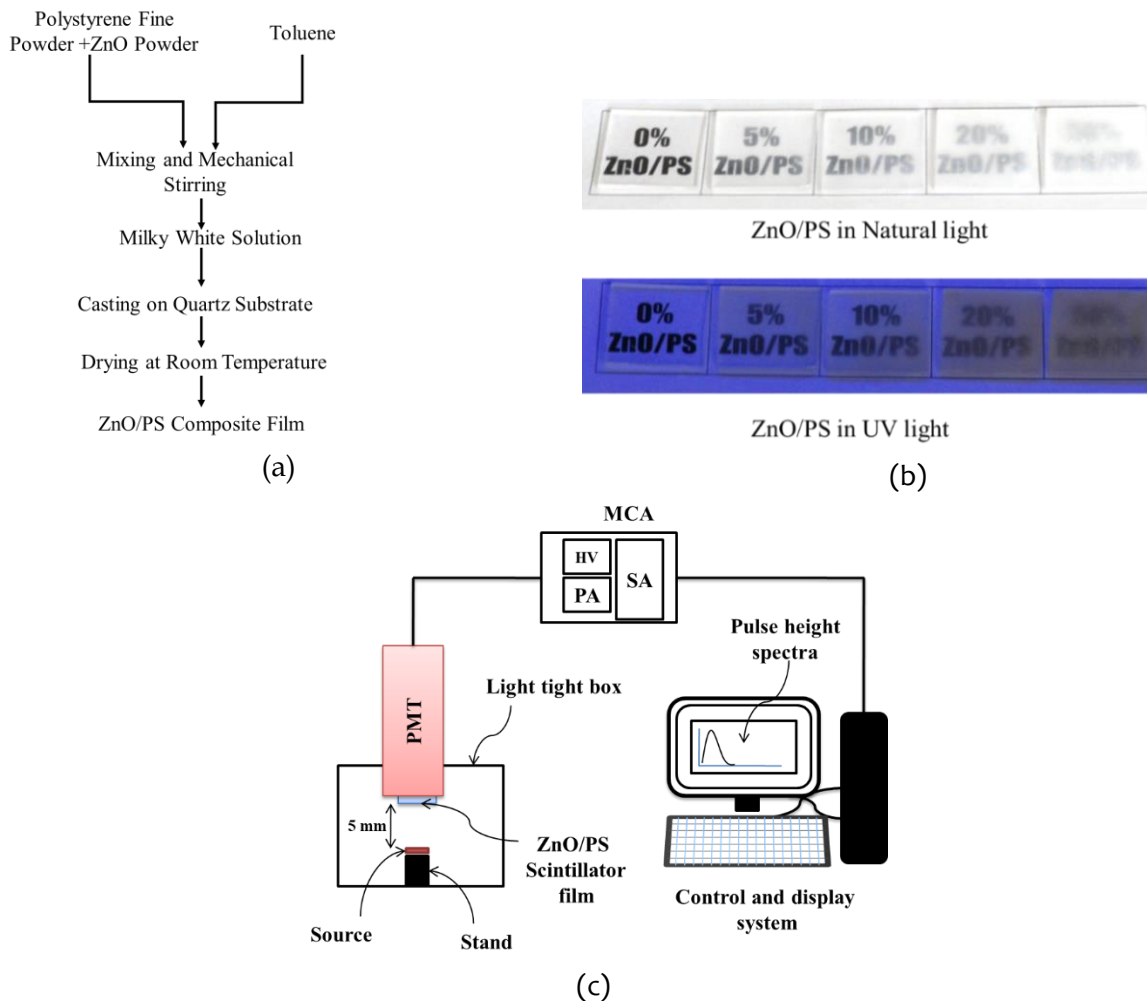 Polystyrene Fine
Powder +ZnO Powder
Toluene
Mixing and Mechanical
Stirring
Milky White Solution
Casting on Quartz Substrate
Drying at Room Temperature
ZnO/PS Composite Film
(a)
0%
ZnO/PS
5%
ZnO/PS
10%
ZnO/PS
20%
ZnO/PS
ZnO/PS in Natural light
0%
ZnO/PS
5%
ZnO/PS
10%
ZnO/PS
20%
ZnO/PS
ZnO/PS in UV light
(b)
MCA
HV
PA
SA
PMT
Light tight box
Pulse height
spectra
5 mm
ZnO/PS
Scintillator
film
Source
Stand
Control and display
system
(c)